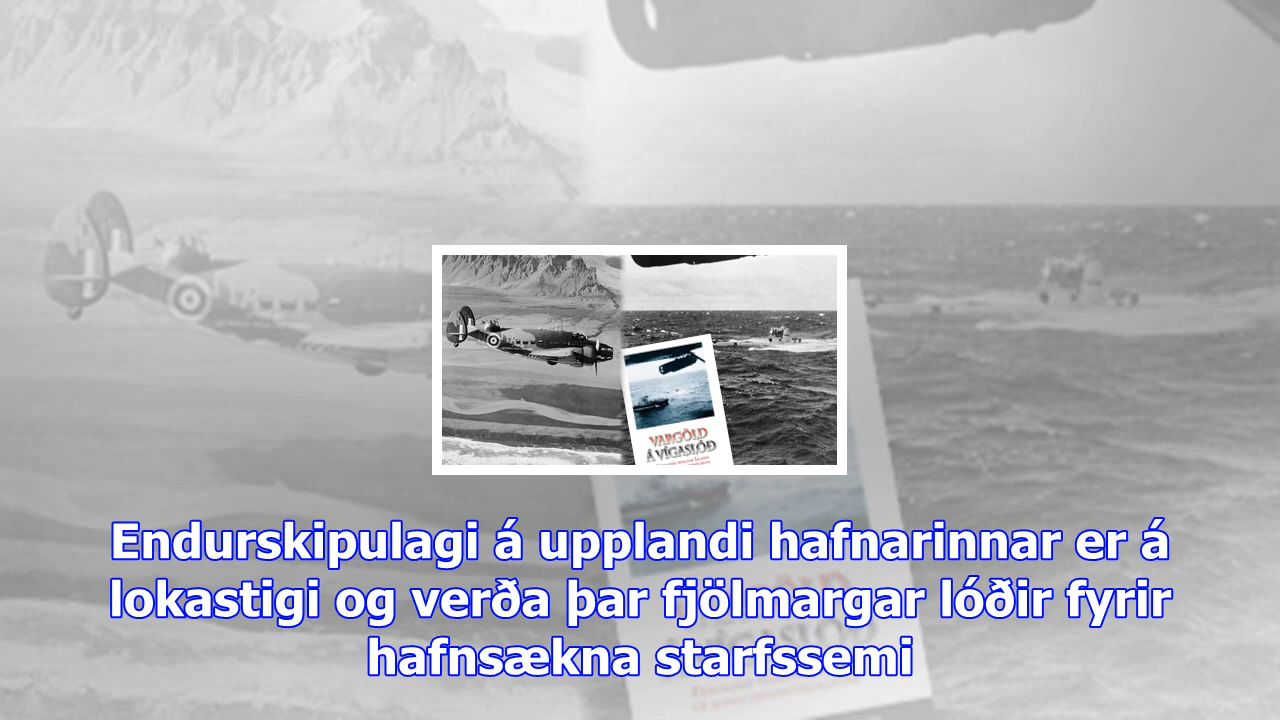 VARGÖLD
Á VÍGASLÓÐ
Endurskipulagi á upplandi hafnarinnar er á
lokastigi og verða þar fjölmargar lóðir fyrir
hafnsækna starfssemi